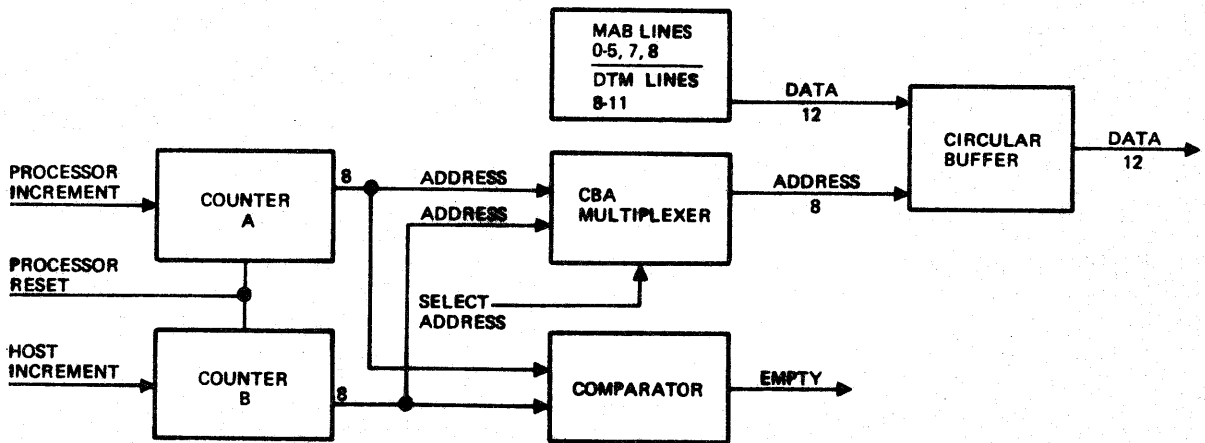 MAB LINES
0-5, 7, 8
DTM LINES
8-11
DATA
12
CIRCULAR
BUFFER
DATA
12
PROCESSOR
INCREMENT
COUNTER
A
8
ADDRESS
ADDRESS
CBA
MULTIPLEXER
ADDRESS
8
PROCESSOR
RESET
SELECT
ADDRESS
HOST
INCREMENT
COUNTER
B
8
COMPARATOR
EMPTY